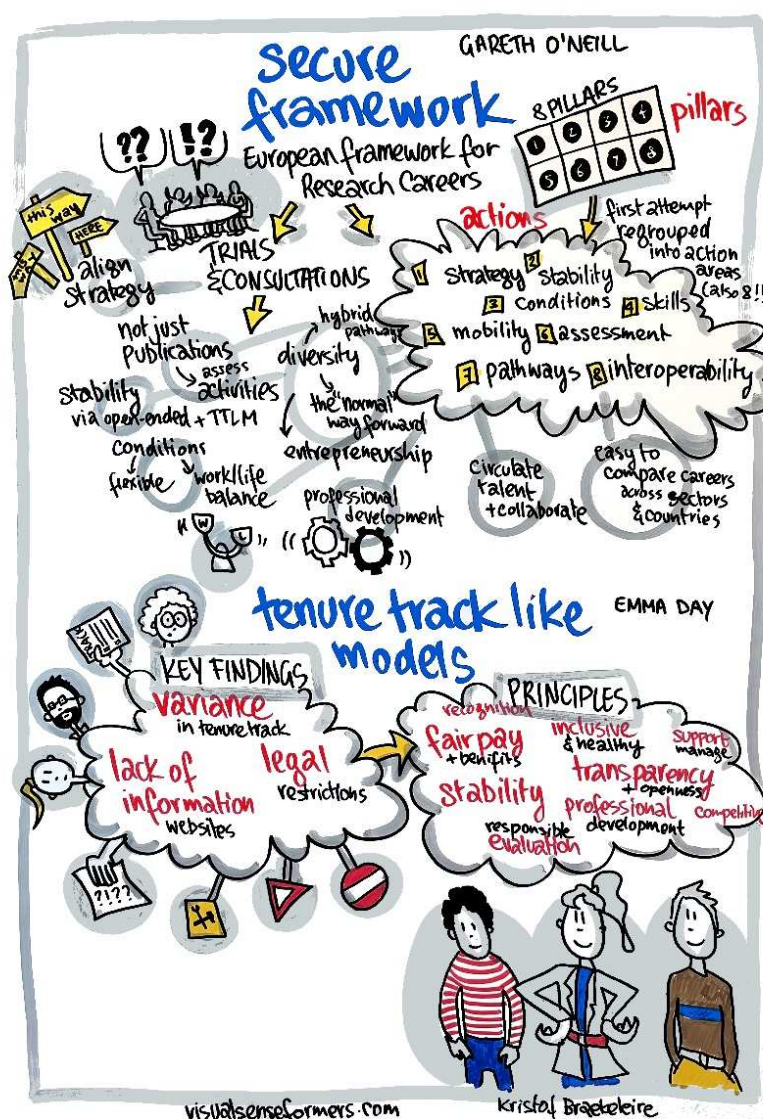 GARETH O'NEILL
secure
framework
European framework for
Research Careers
8 PILLARS
1 2 3 4
5 6 7 8
pillars
?? !?
this way
HERE
align
strategy
TRIALS
& CONSULTATIONS
first attempt
regrouped
into action
areas
(also 8!!)
actions
1 strategy 2 stability
3 conditions 4 skills
5 mobility 6 assessment
7 pathways 8 interoperability
not just
publications
assess
activities
stability
via open-ended + TTLM
conditions
flexible
work/life
balance
W L
hybrid
pathways
diversity
the "normal"
way forward
entrepreneurship
professional
development
circulate
talent
+ collaborate
easy to
compare careers
across sectors
& countries
tenure track like
models
EMMA DAY
TRACK
KEY FINDINGS
variance
in tenure track
lack of
information
websites
legal
restrictions
?!??
PRINCIPLES
recognition
fair pay
+ benifits
inclusive
& healthy
support
manage
transparency
+ openness
stability
professional
development
competitive
responsible
evaluation
visualsenseformers.com
Kristof Braekeleire